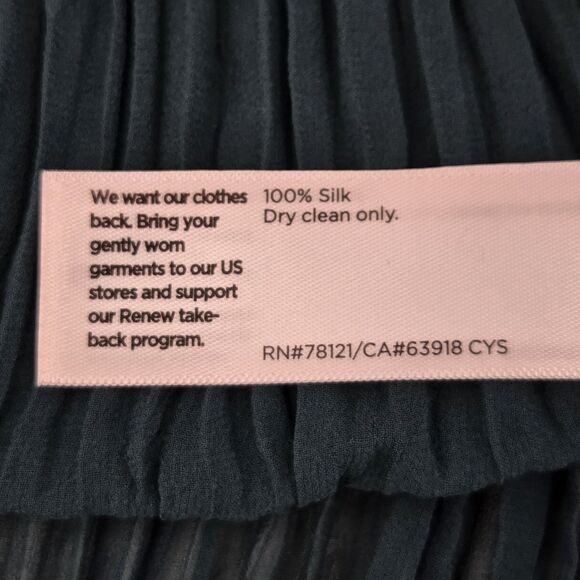 We want our clothes
back. Bring your
gently worn
garments to our US
stores and support
our Renew take-
back program.
100% Silk
Dry clean only.
RN#78121/CA#63918 CYS